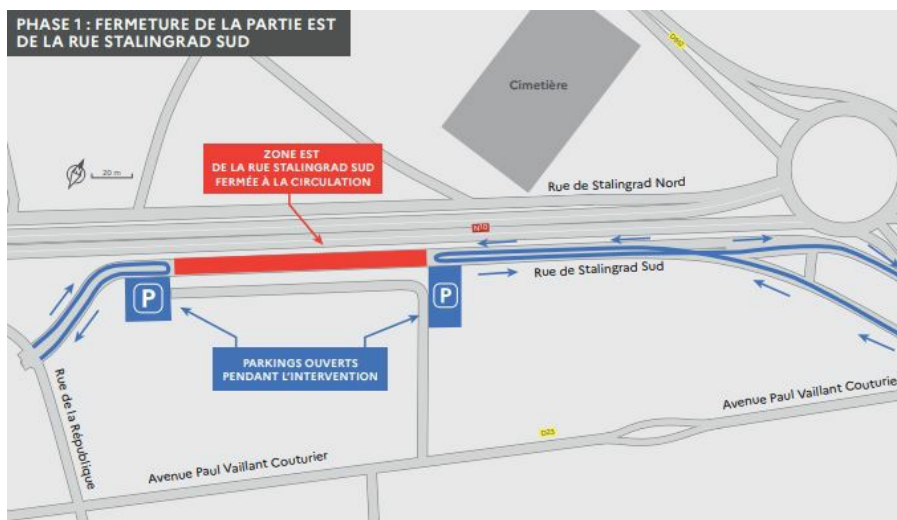 PHASE 1 : FERMETURE DE LA PARTIE EST
DE LA RUE STALINGRAD SUD
D912
Cimetière
ZONE EST
DE LA RUE STALINGRAD SUD
FERMÉE À LA CIRCULATION
20 m
Rue de Stalingrad Nord
N10
Rue de Stalingrad Sud
P
P
PARKINGS OUVERTS
PENDANT L'INTERVENTION
Rue de la République
Avenue Paul Vaillant Couturier
D23
Avenue Paul Vaillant Couturier